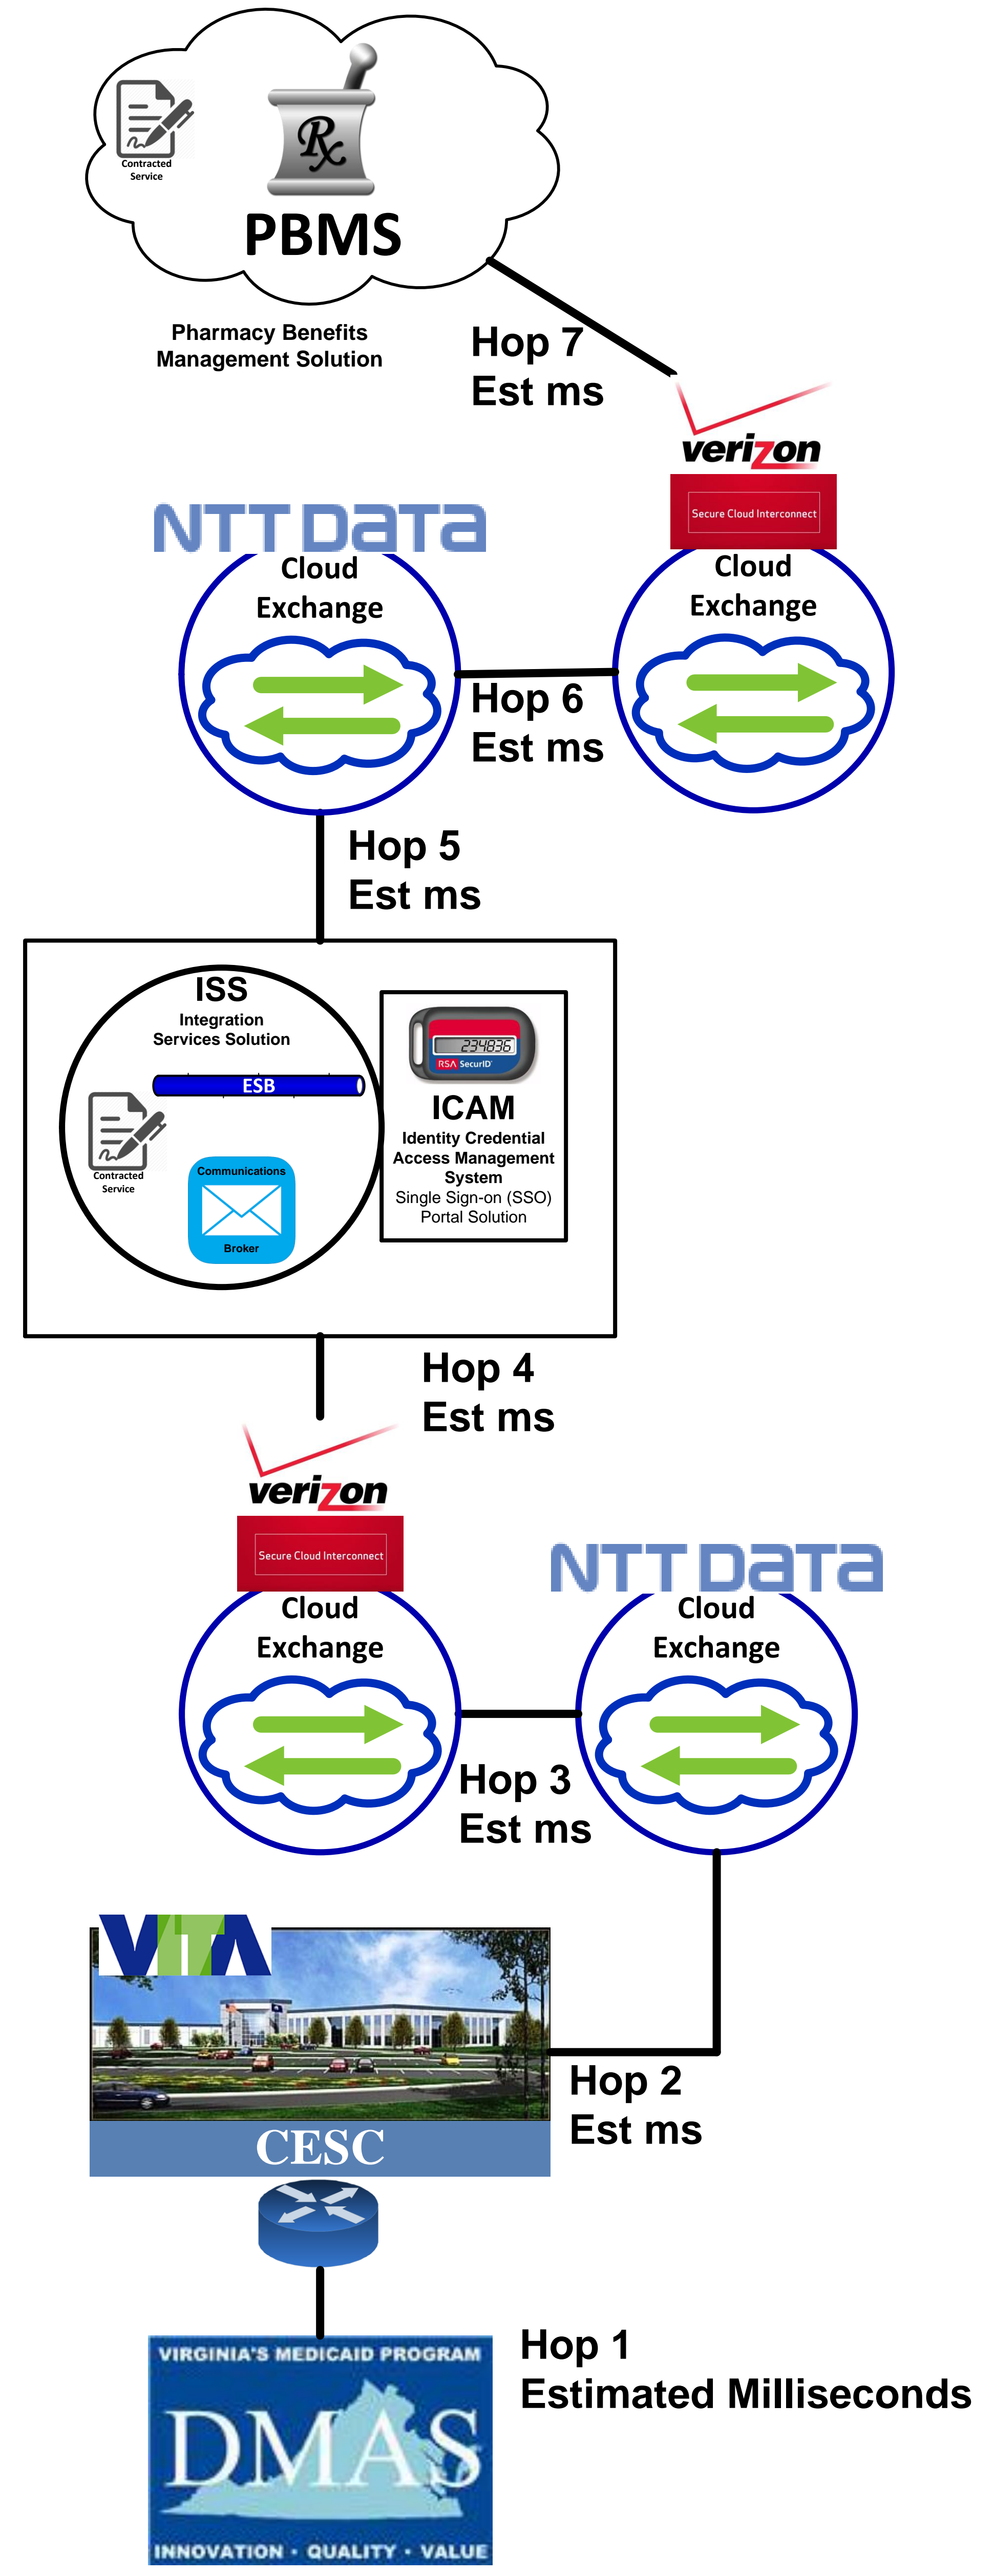 Contracted
Service
Rx
PBMS
Pharmacy Benefits
Management Solution
Hop 7
Est ms
verizon
Secure Cloud Interconnect
NTT DATA
Cloud
Exchange
Cloud
Exchange
Hop 6
Est ms
Hop 5
Est ms
ISS
Integration
Services Solution
ESB
Contracted
Service
Communications
Broker
234836
RSA SecurID
ICAM
Identity Credential
Access Management
System
Single Sign-on (SSO)
Portal Solution
Hop 4
Est ms
verizon
Secure Cloud Interconnect
NTT DATA
Cloud
Exchange
Cloud
Exchange
Hop 3
Est ms
VITA
CESC
Hop 2
Est ms
Hop 1
Estimated Milliseconds
VIRGINIA'S MEDICAID PROGRAM
DMAS
INNOVATION · QUALITY · VALUE